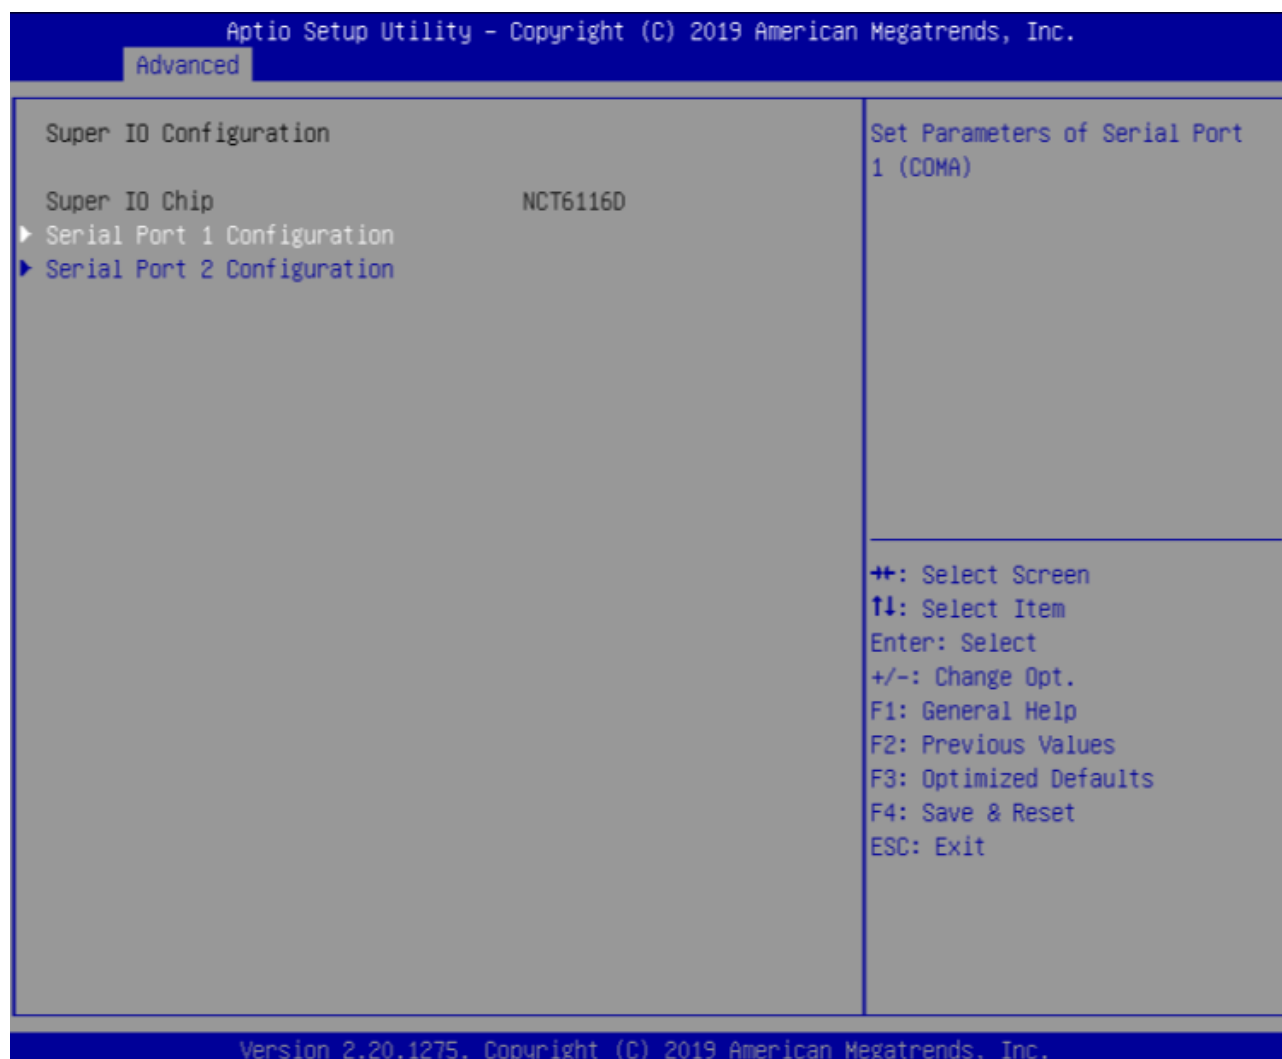 Aptio Setup Utility – Copyright (C) 2019 American Megatrends, Inc.
Advanced
Super IO Configuration
Super IO Chip NCT6116D
Serial Port 1 Configuration
Serial Port 2 Configuration
Set Parameters of Serial Port
1 (COMA)
→←: Select Screen
↑↓: Select Item
Enter: Select
+/-: Change Opt.
F1: General Help
F2: Previous Values
F3: Optimized Defaults
F4: Save & Reset
ESC: Exit
Version 2.20.1275. Copyright (C) 2019 American Megatrends, Inc.